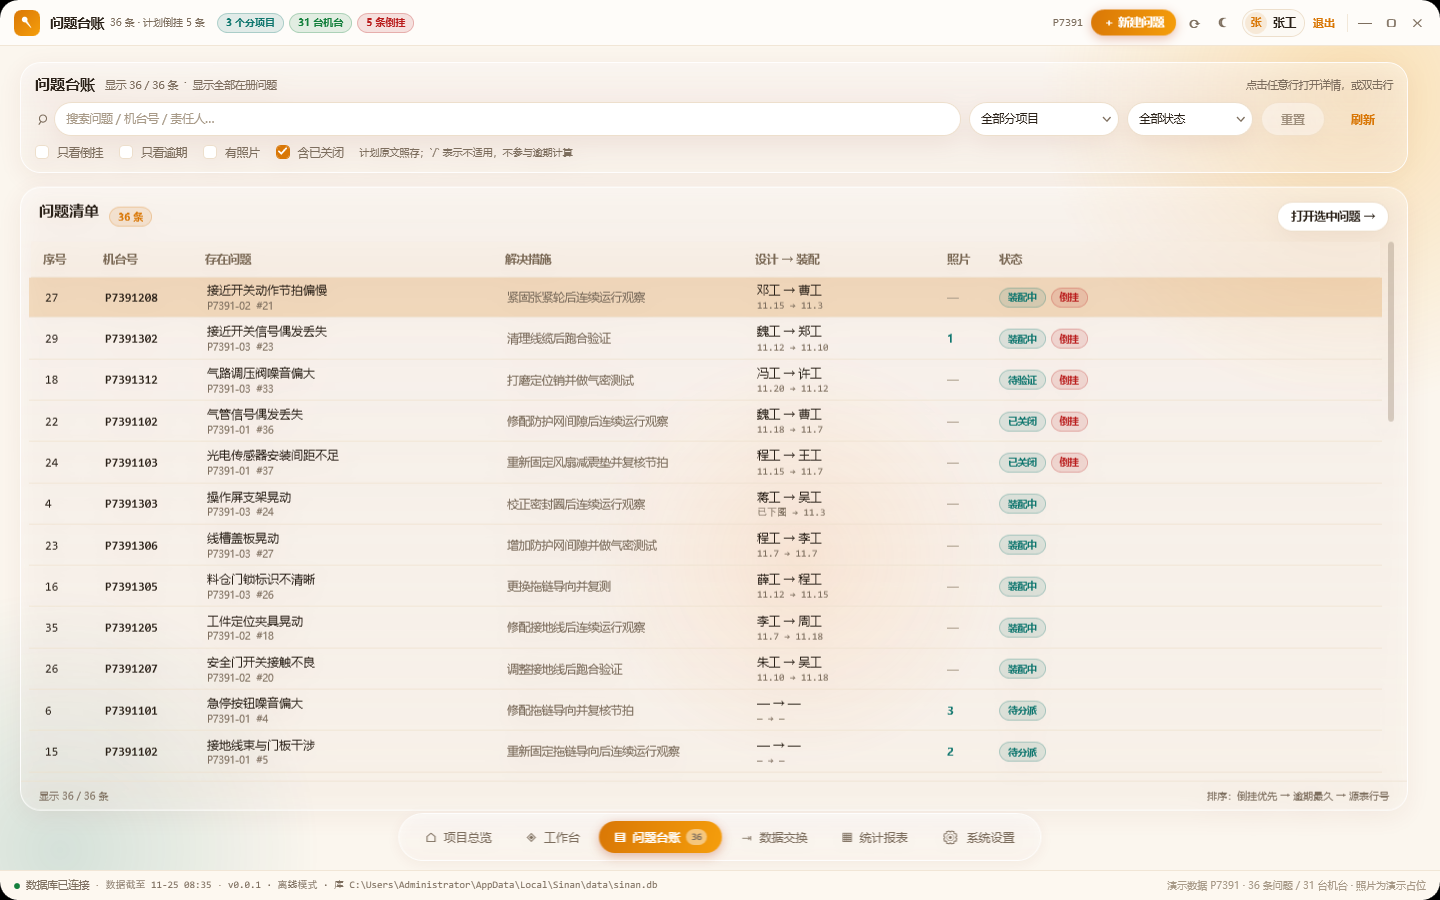 问题台账 36 条 · 计划倒挂 5 条 3 个分项目 31 台机台 5 条倒挂 P7391 + 新建问题 张 张工 退出
问题台账 显示 36 / 36 条 · 显示全部在册问题 点击任意行打开详情，或双击行
搜索问题 / 机台号 / 责任人... 全部分项目 全部状态 重置 刷新
只看倒挂 只看逾期 有照片 含已关闭 计划原文照存；'/' 表示不适用，不参与逾期计算
问题清单 36 条 打开选中问题 →
序号 机台号 存在问题 解决措施 设计 → 装配 照片 状态
27 P7391208 接近开关动作节拍偏慢 紧固张紧轮后连续运行观察 邓工 → 曹工 — 装配中 倒挂
P7391-02 #21 11.15 → 11.3
29 P7391302 接近开关信号偶发丢失 清理线缆后跑合验证 魏工 → 郑工 1 装配中 倒挂
P7391-03 #23 11.12 → 11.10
18 P7391312 气路调压阀噪音偏大 打磨定位销并做气密测试 冯工 → 许工 — 待验证 倒挂
P7391-03 #33 11.20 → 11.12
22 P7391102 气管信号偶发丢失 修配防护网间隙后连续运行观察 魏工 → 曹工 — 已关闭 倒挂
P7391-01 #36 11.18 → 11.7
24 P7391103 光电传感器安装间距不足 重新固定风扇减震垫并复核节拍 程工 → 王工 — 已关闭 倒挂
P7391-01 #37 11.15 → 11.7
4 P7391303 操作屏支架晃动 校正密封圈后连续运行观察 蒋工 → 吴工 — 装配中
P7391-03 #24 已下图 → 11.3
23 P7391306 线槽盖板晃动 增加防护网间隙并做气密测试 程工 → 李工 — 装配中
P7391-03 #27 11.7 → 11.7
16 P7391305 料仓门锁标识不清晰 更换拖链导向并复测 薛工 → 程工 — 装配中
P7391-03 #26 11.12 → 11.15
35 P7391205 工件定位夹具晃动 修配接地线后连续运行观察 李工 → 周工 — 装配中
P7391-02 #18 11.7 → 11.18
26 P7391207 安全门开关接触不良 调整接地线后跑合验证 朱工 → 吴工 — 装配中
P7391-02 #20 11.10 → 11.18
6 P7391101 急停按钮噪音偏大 修配拖链导向并复核节拍 — → — 3 待分派
P7391-01 #4 — → —
15 P7391102 接地线束与门板干涉 重新固定拖链导向后连续运行观察 — → — 2 待分派
P7391-01 #5 — → —
显示 36 / 36 条 排序：倒挂优先 → 逾期最久 → 源表行号
项目总览 工作台 问题台账 36 数据交换 统计报表 系统设置
数据库已连接 · 数据截至 11-25 08:35 · v0.0.1 · 离线模式 · 库 C:\Users\Administrator\AppData\Local\Sinan\data\sinan.db 演示数据 P7391 · 36 条问题 / 31 台机台 · 照片为演示占位